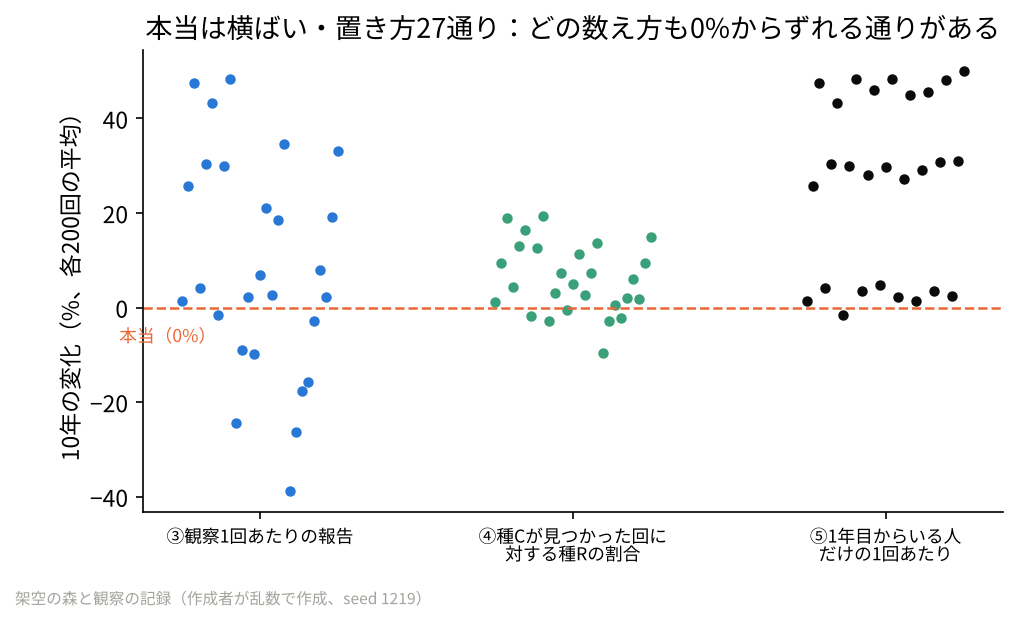 本当は横ばい・置き方27通り：どの数え方も0%からずれる通りがある
10年の変化（%、各200回の平均）
40
20
0
−20
−40
本当（0%）
③観察1回あたりの報告
④種Cが見つかった回に
対する種Rの割合
⑤1年目からいる人
だけの1回あたり
架空の森と観察の記録（作成者が乱数で作成、seed 1219）